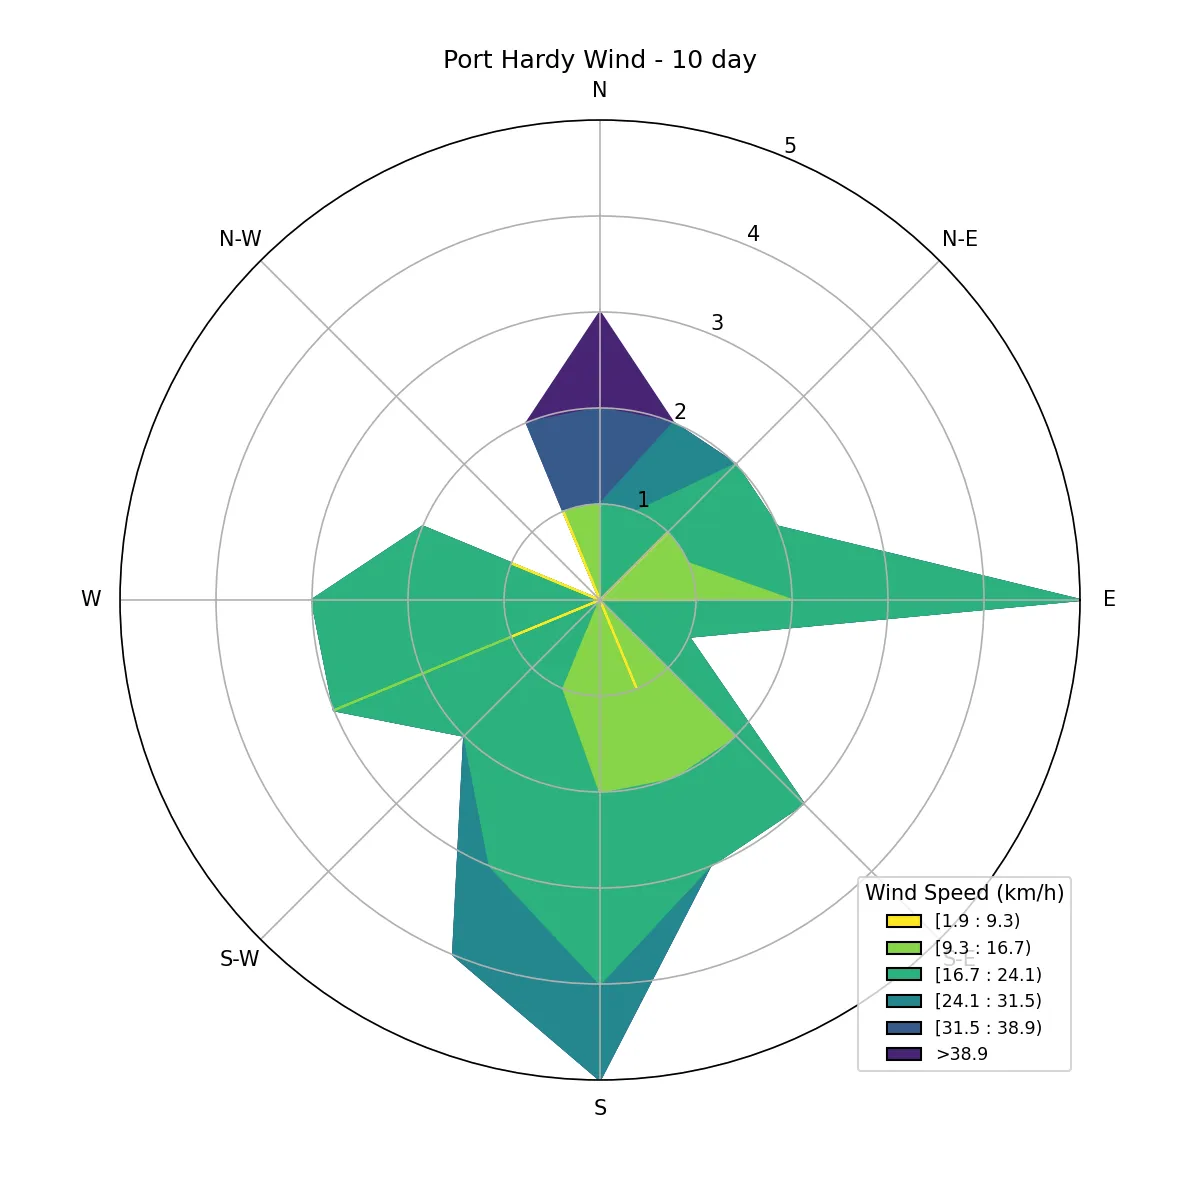 Port Hardy Wind - 10 day
N
5
N-W
4
N-E
3
2
1
W
E
S-W
S-E
S
Wind Speed (km/h)
[1.9 : 9.3)
[9.3 : 16.7)
[16.7 : 24.1)
[24.1 : 31.5)
[31.5 : 38.9)
>38.9